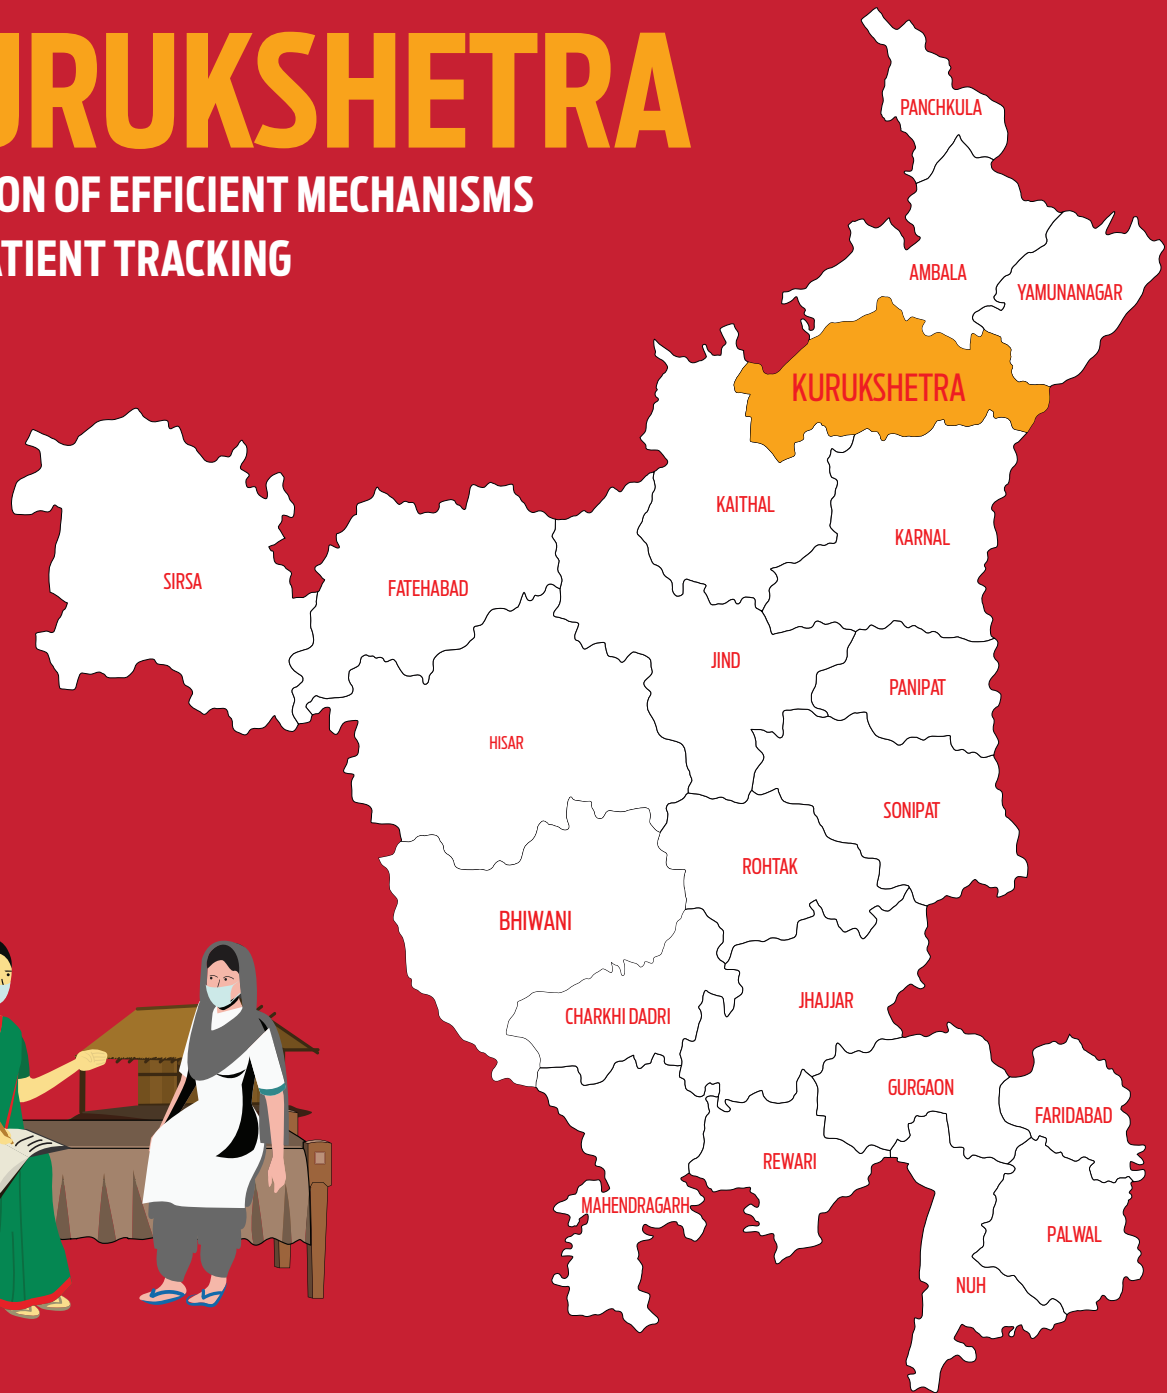 URUKSHETRA
ON OF EFFICIENT MECHANISMS
ATIENT TRACKING
PANCHKULA
AMBALA
YAMUNANAGAR
KURUKSHETRA
KAITHAL
KARNAL
SIRSA
FATEHABAD
JIND
PANIPAT
HISAR
SONIPAT
ROHTAK
BHIWANI
CHARKHI DADRI
JHAJJAR
GURGAON
FARIDABAD
REWARI
MAHENDRAGARH
PALWAL
NUH